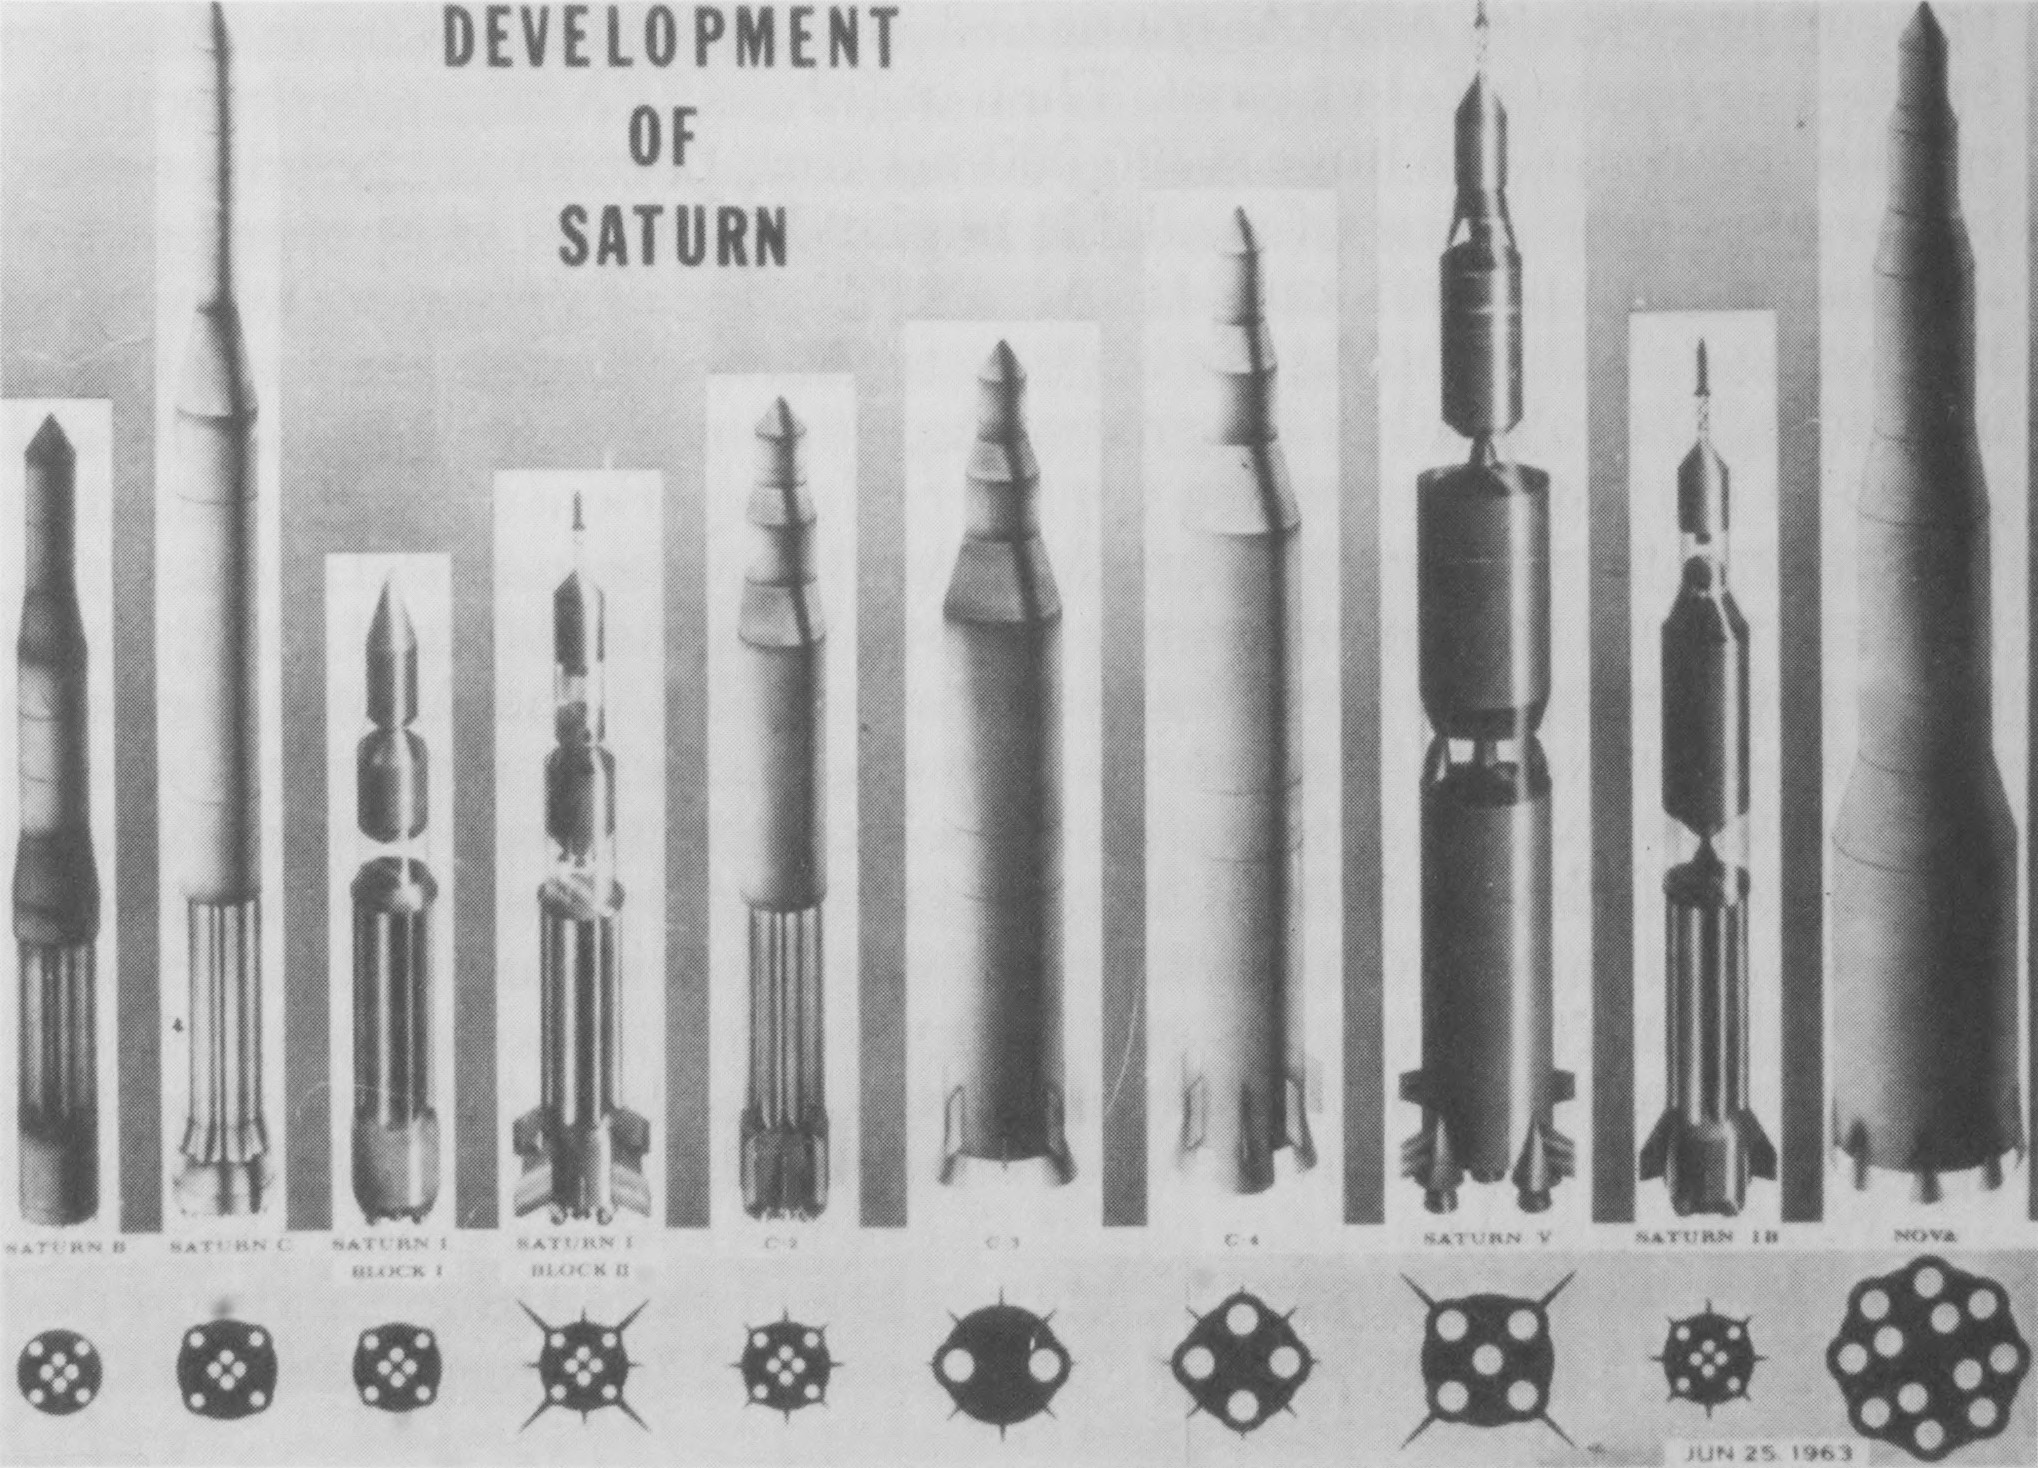 DEVELOPMENT
OF
SATURN
SATURN B
SATURN C
SATURN I
BLOCK I
SATURN I
BLOCK II
C-2
C-3
C-4
SATURN V
SATURN IB
NOVA
JUN 25, 1963